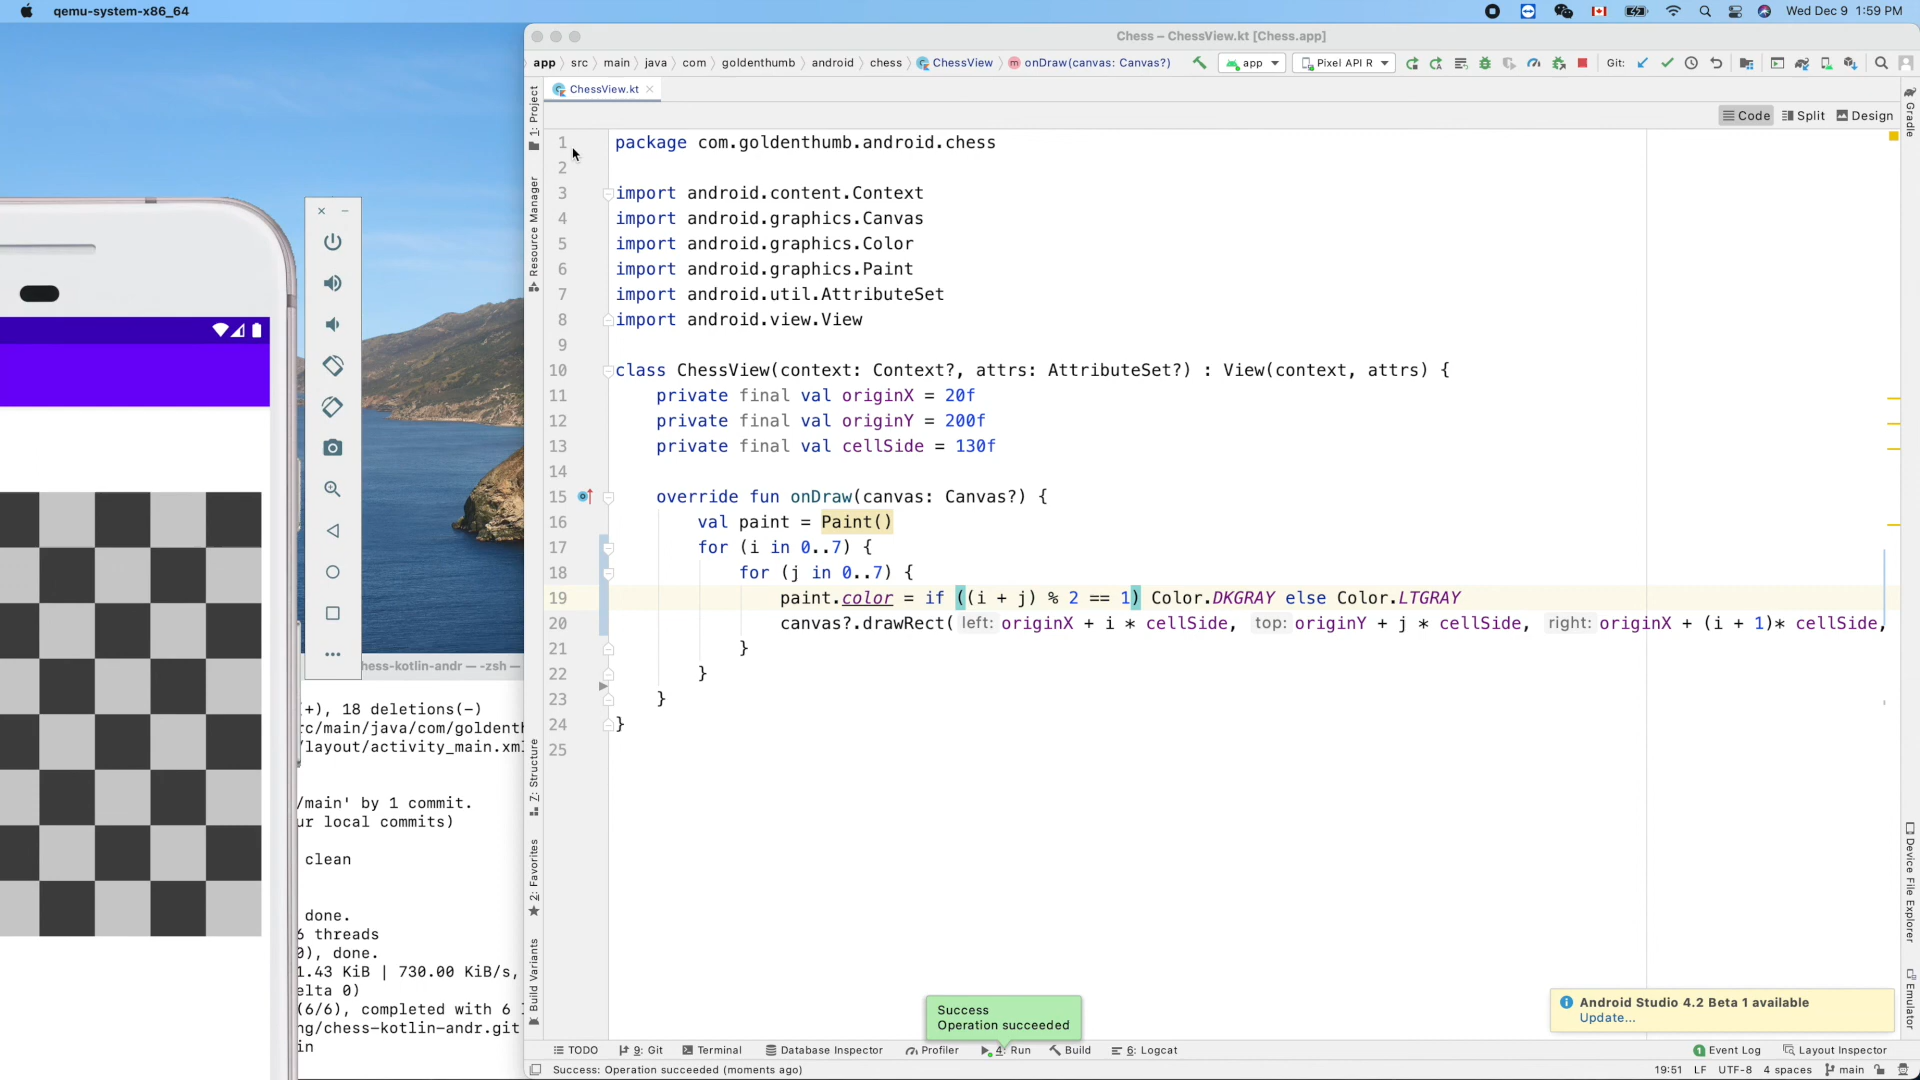 qemu-system-x86_64
Wed Dec 9 1:59 PM
Chess – ChessView.kt [Chess.app]
app src main java com goldenthumb android chess ChessView onDraw(canvas: Canvas?) app Pixel API R Git:
ChessView.kt
Code Split Design
1: Project
Resource Manager
Z: Structure
2: Favorites
Build Variants
Gradle
Device File Explorer
Emulator
1 package com.goldenthumb.android.chess
2
3 import android.content.Context
4 import android.graphics.Canvas
5 import android.graphics.Color
6 import android.graphics.Paint
7 import android.util.AttributeSet
8 import android.view.View
9
10 class ChessView(context: Context?, attrs: AttributeSet?) : View(context, attrs) {
11 private final val originX = 20f
12 private final val originY = 200f
13 private final val cellSide = 130f
14
15 override fun onDraw(canvas: Canvas?) {
16 val paint = Paint()
17 for (i in 0..7) {
18 for (j in 0..7) {
19 paint.color = if ((i + j) % 2 == 1) Color.DKGRAY else Color.LTGRAY
20 canvas?.drawRect( left: originX + i * cellSide, top: originY + j * cellSide, right: originX + (i + 1)* cellSide,
21 }
22 }
23 }
24 }
25
hess-kotlin-andr — -zsh —
+), 18 deletions(-)
rc/main/java/com/goldenth
/layout/activity_main.xml
/main' by 1 commit.
ur local commits)
clean
done.
6 threads
0), done.
1.43 KiB | 730.00 KiB/s,
elta 0)
(6/6), completed with 6
ng/chess-kotlin-andr.git
in
Success
Operation succeeded
Android Studio 4.2 Beta 1 available
Update...
TODO 9: Git Terminal Database Inspector Profiler 4: Run Build 6: Logcat
1 Event Log Layout Inspector
Success: Operation succeeded (moments ago)
19:51 LF UTF-8 4 spaces main